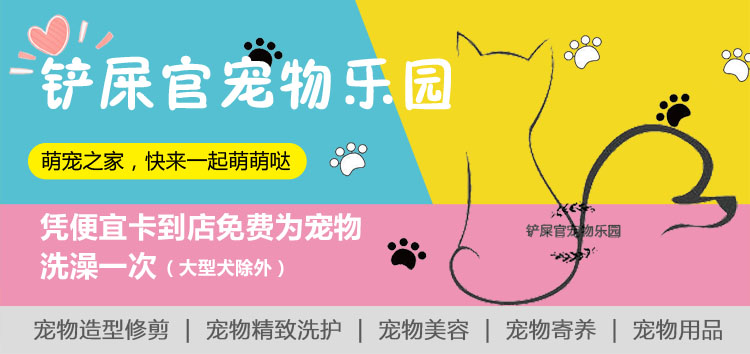 铲屎官宠物乐园
萌宠之家，快来一起萌萌哒
凭便宜卡到店免费为宠物
洗澡一次（大型犬除外）
铲屎官宠物乐园
宠物造型修剪 | 宠物精致洗护 | 宠物美容 | 宠物寄养 | 宠物用品